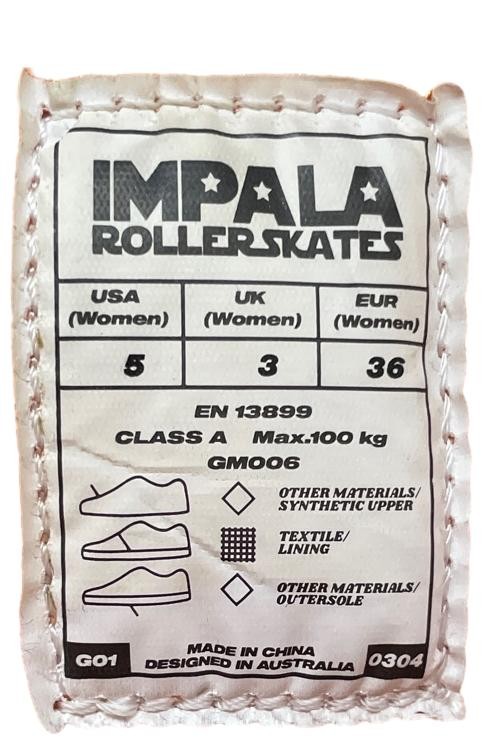 IMPALA
ROLLERSKATES
USA UK EUR
(Women) (Women) (Women)
5 3 36
EN 13899
CLASS A Max.100 kg
GM006
OTHER MATERIALS/
SYNTHETIC UPPER
TEXTILE/
LINING
OTHER MATERIALS/
OUTERSOLE
MADE IN CHINA
G01 DESIGNED IN AUSTRALIA 0304